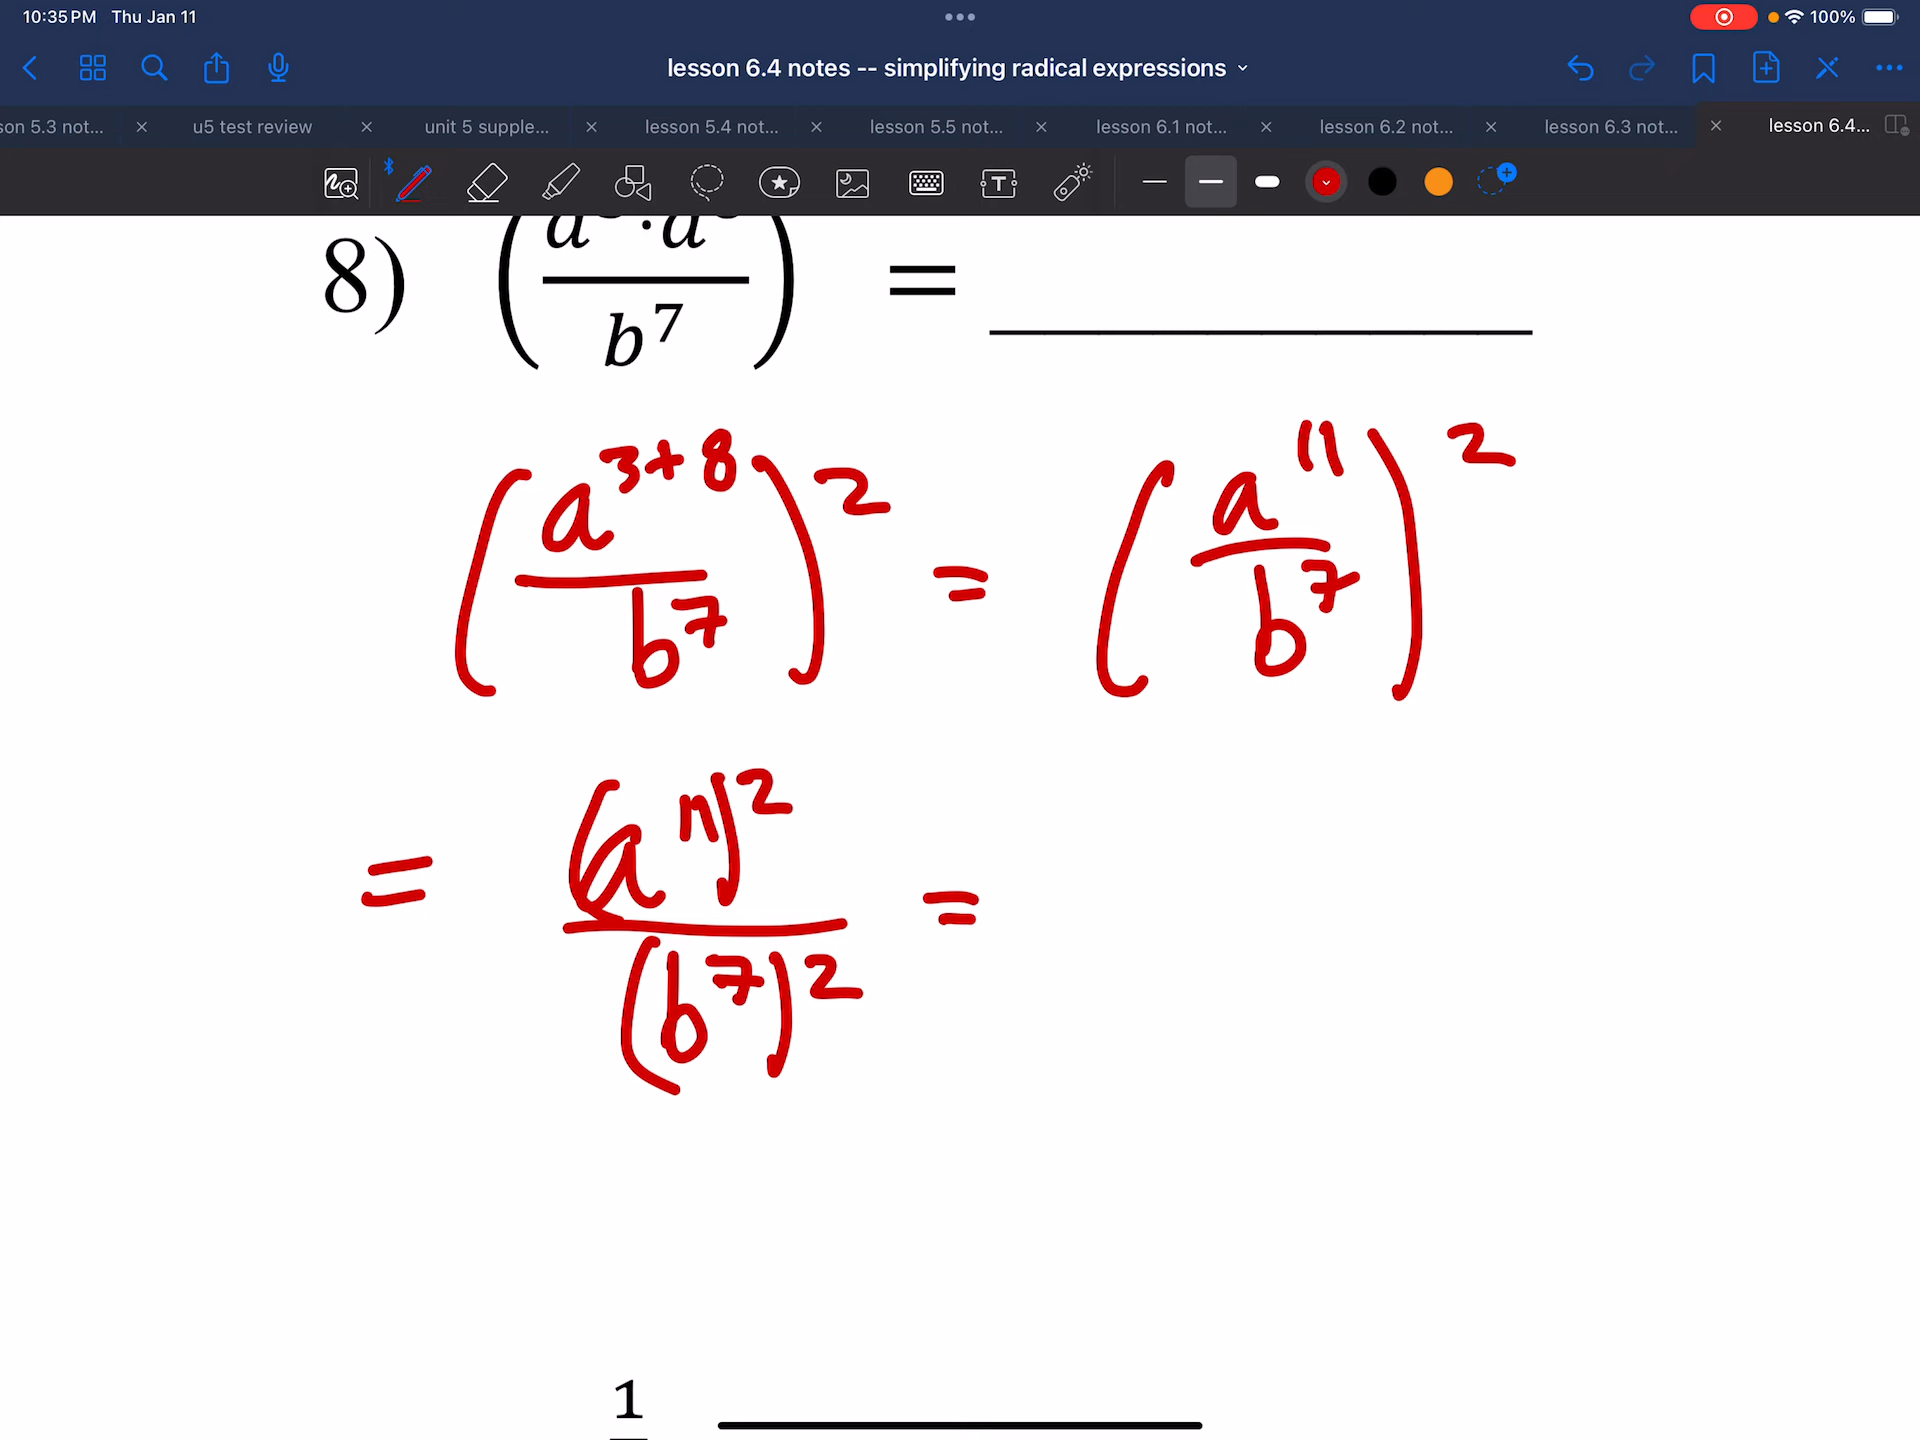 10:35 PM Thu Jan 11 100%
lesson 6.4 notes -- simplifying radical expressions
son 5.3 not... × u5 test review × unit 5 supple... × lesson 5.4 not... × lesson 5.5 not... × lesson 6.1 not... × lesson 6.2 not... × lesson 6.3 not... × lesson 6.4...
8) (a · a / b⁷) = ____________
(a³⁺⁸ / b⁷)² = (a¹¹ / b⁷)²
= (a¹¹)² / (b⁷)² =
1